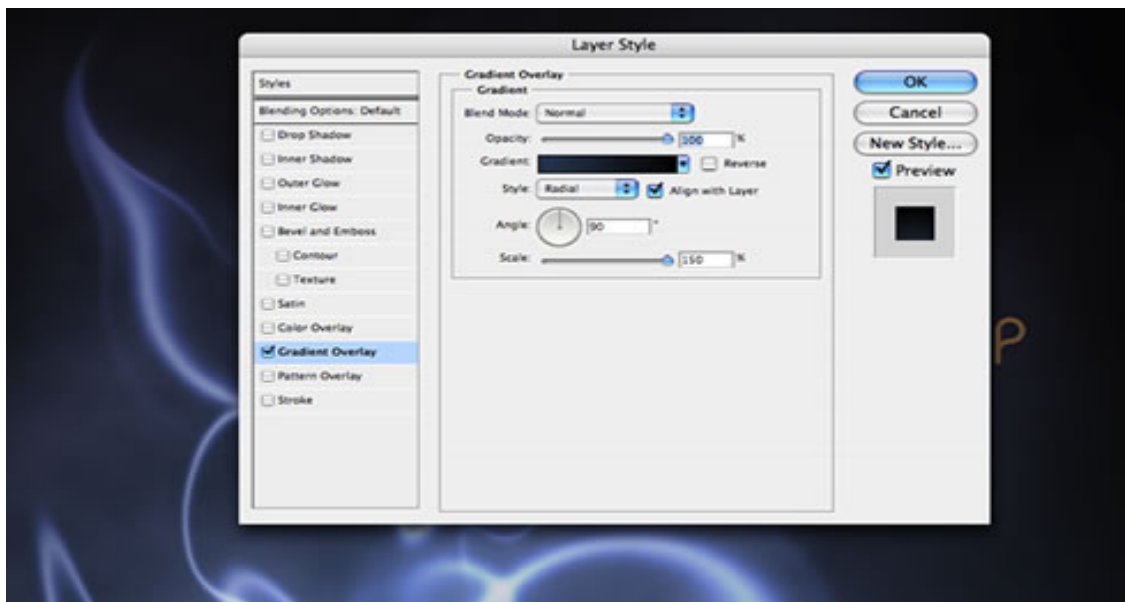 Layer Style
Styles
Blending Options: Default
Drop Shadow
Inner Shadow
Outer Glow
Inner Glow
Bevel and Emboss
Contour
Texture
Satin
Color Overlay
Gradient Overlay
Pattern Overlay
Stroke
Gradient Overlay
Gradient
Blend Mode: Normal
Opacity: 100 %
Gradient: Reverse
Style: Radial Align with Layer
Angle: 90 °
Scale: 150 %
OK
Cancel
New Style...
Preview
P